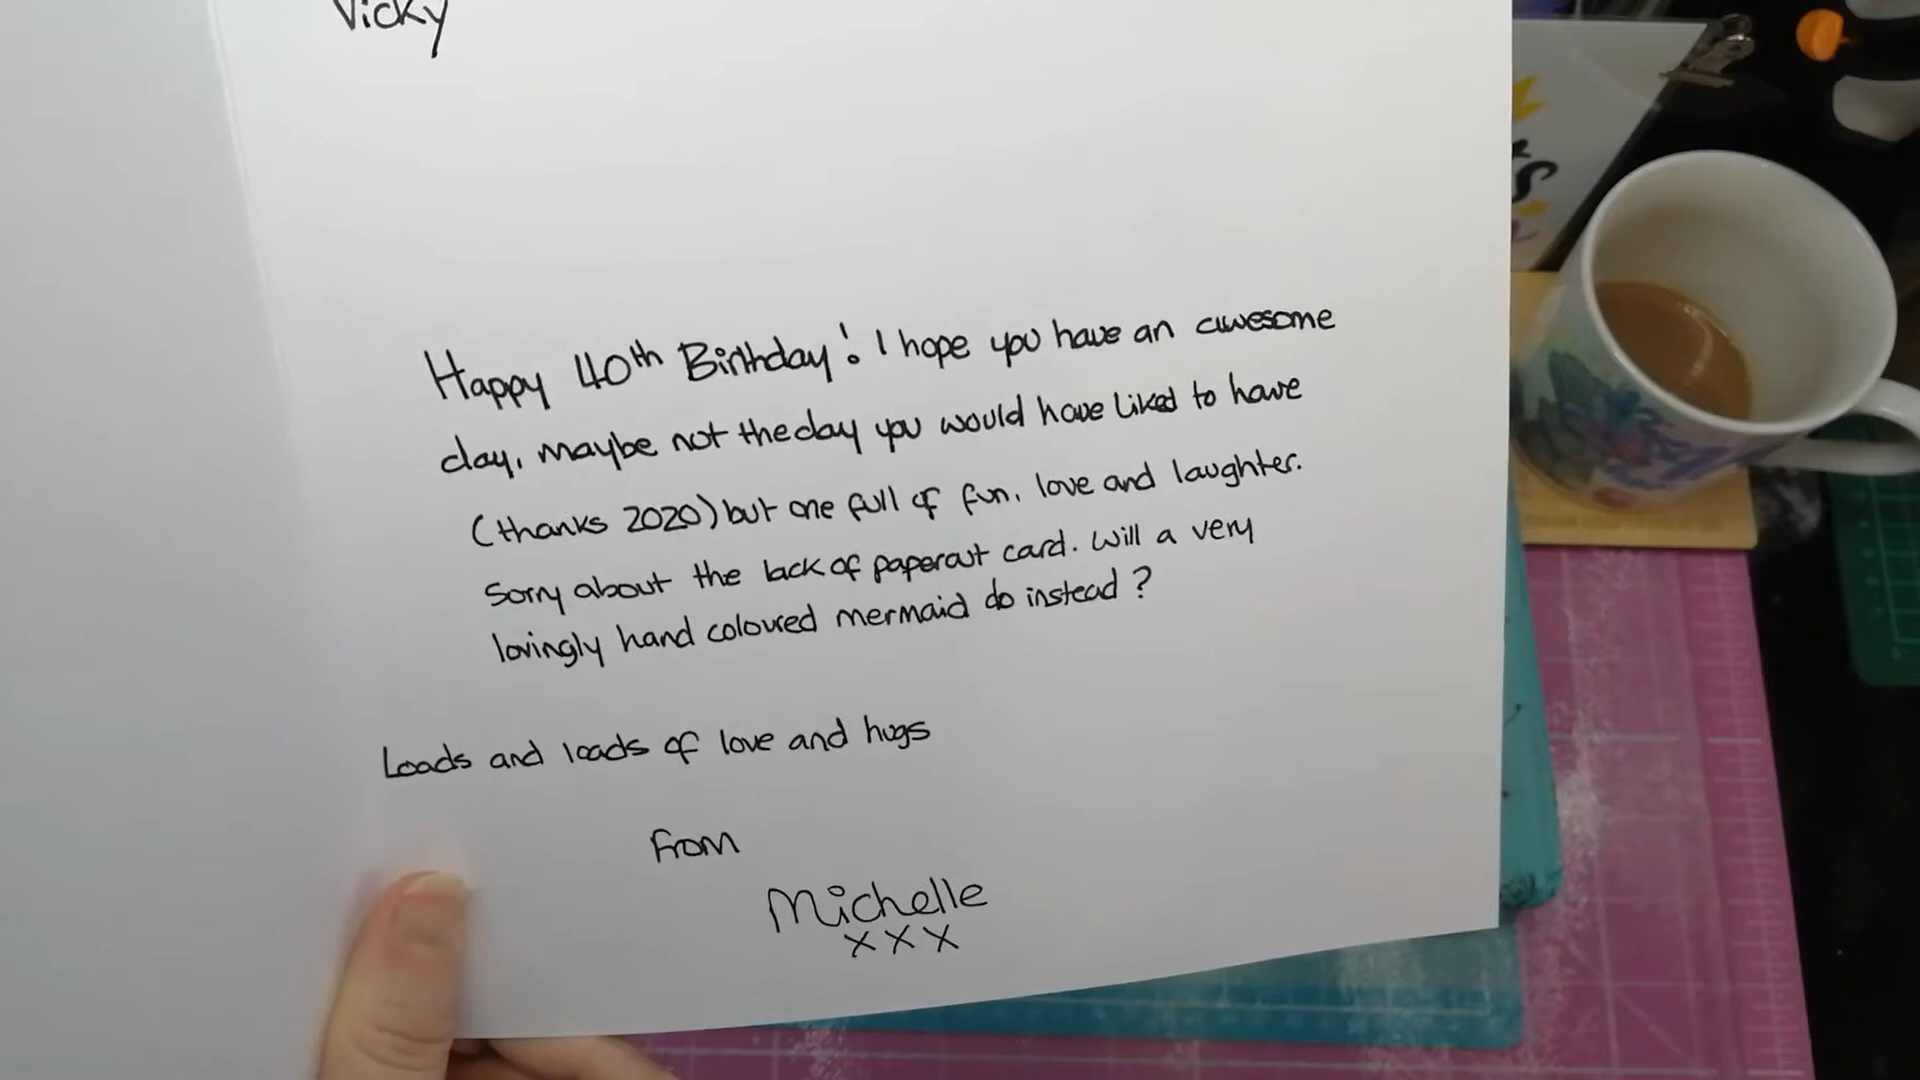 Vicky
Happy 40th Birthday! I hope you have an awesome
day, maybe not the day you would have liked to have
(thanks 2020) but one full of fun, love and laughter.
Sorry about the lack of papercut card. Will a very
lovingly hand coloured mermaid do instead?
Loads and loads of love and hugs
From
Michelle
xxx